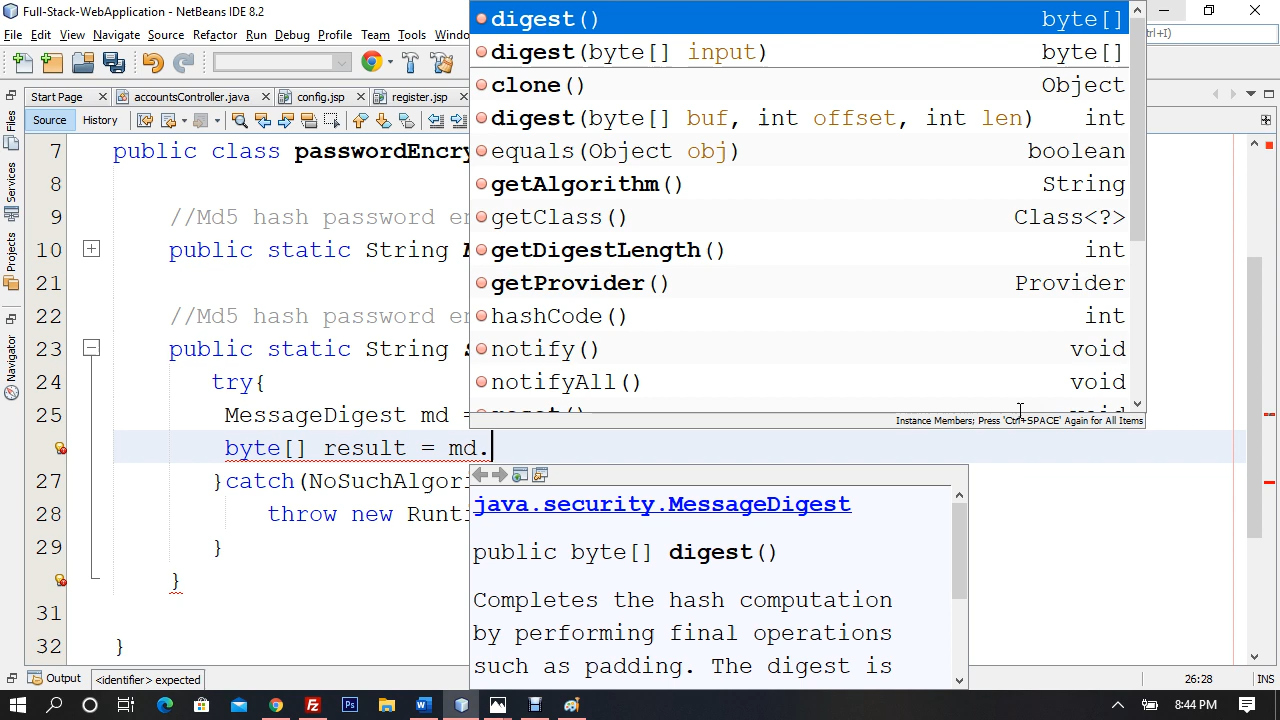 Full-Stack-WebApplication - NetBeans IDE 8.2
File Edit View Navigate Source Refactor Run Debug Profile Team Tools
Start Page accountsController.java config.jsp register.jsp
Source History
Files
Services
Projects
Navigator
7 public class passwordEncry
8
9 //Md5 hash password en
10 public static String
21
22 //Md5 hash password en
23 public static String
24 try{
25 MessageDigest md =
byte[] result = md.
27 }catch(NoSuchAlgori
28 throw new Runti
29 }
}
31
32 }
digest() byte[]
digest(byte[] input) byte[]
clone() Object
digest(byte[] buf, int offset, int len) int
equals(Object obj) boolean
getAlgorithm() String
getClass() Class<?>
getDigestLength() int
getProvider() Provider
hashCode() int
notify() void
notifyAll() void
Instance Members; Press 'Ctrl+SPACE' Again for All Items
java.security.MessageDigest
public byte[] digest()
Completes the hash computation
by performing final operations
such as padding. The digest is
Output <identifier> expected 26:28 INS
8:44 PM